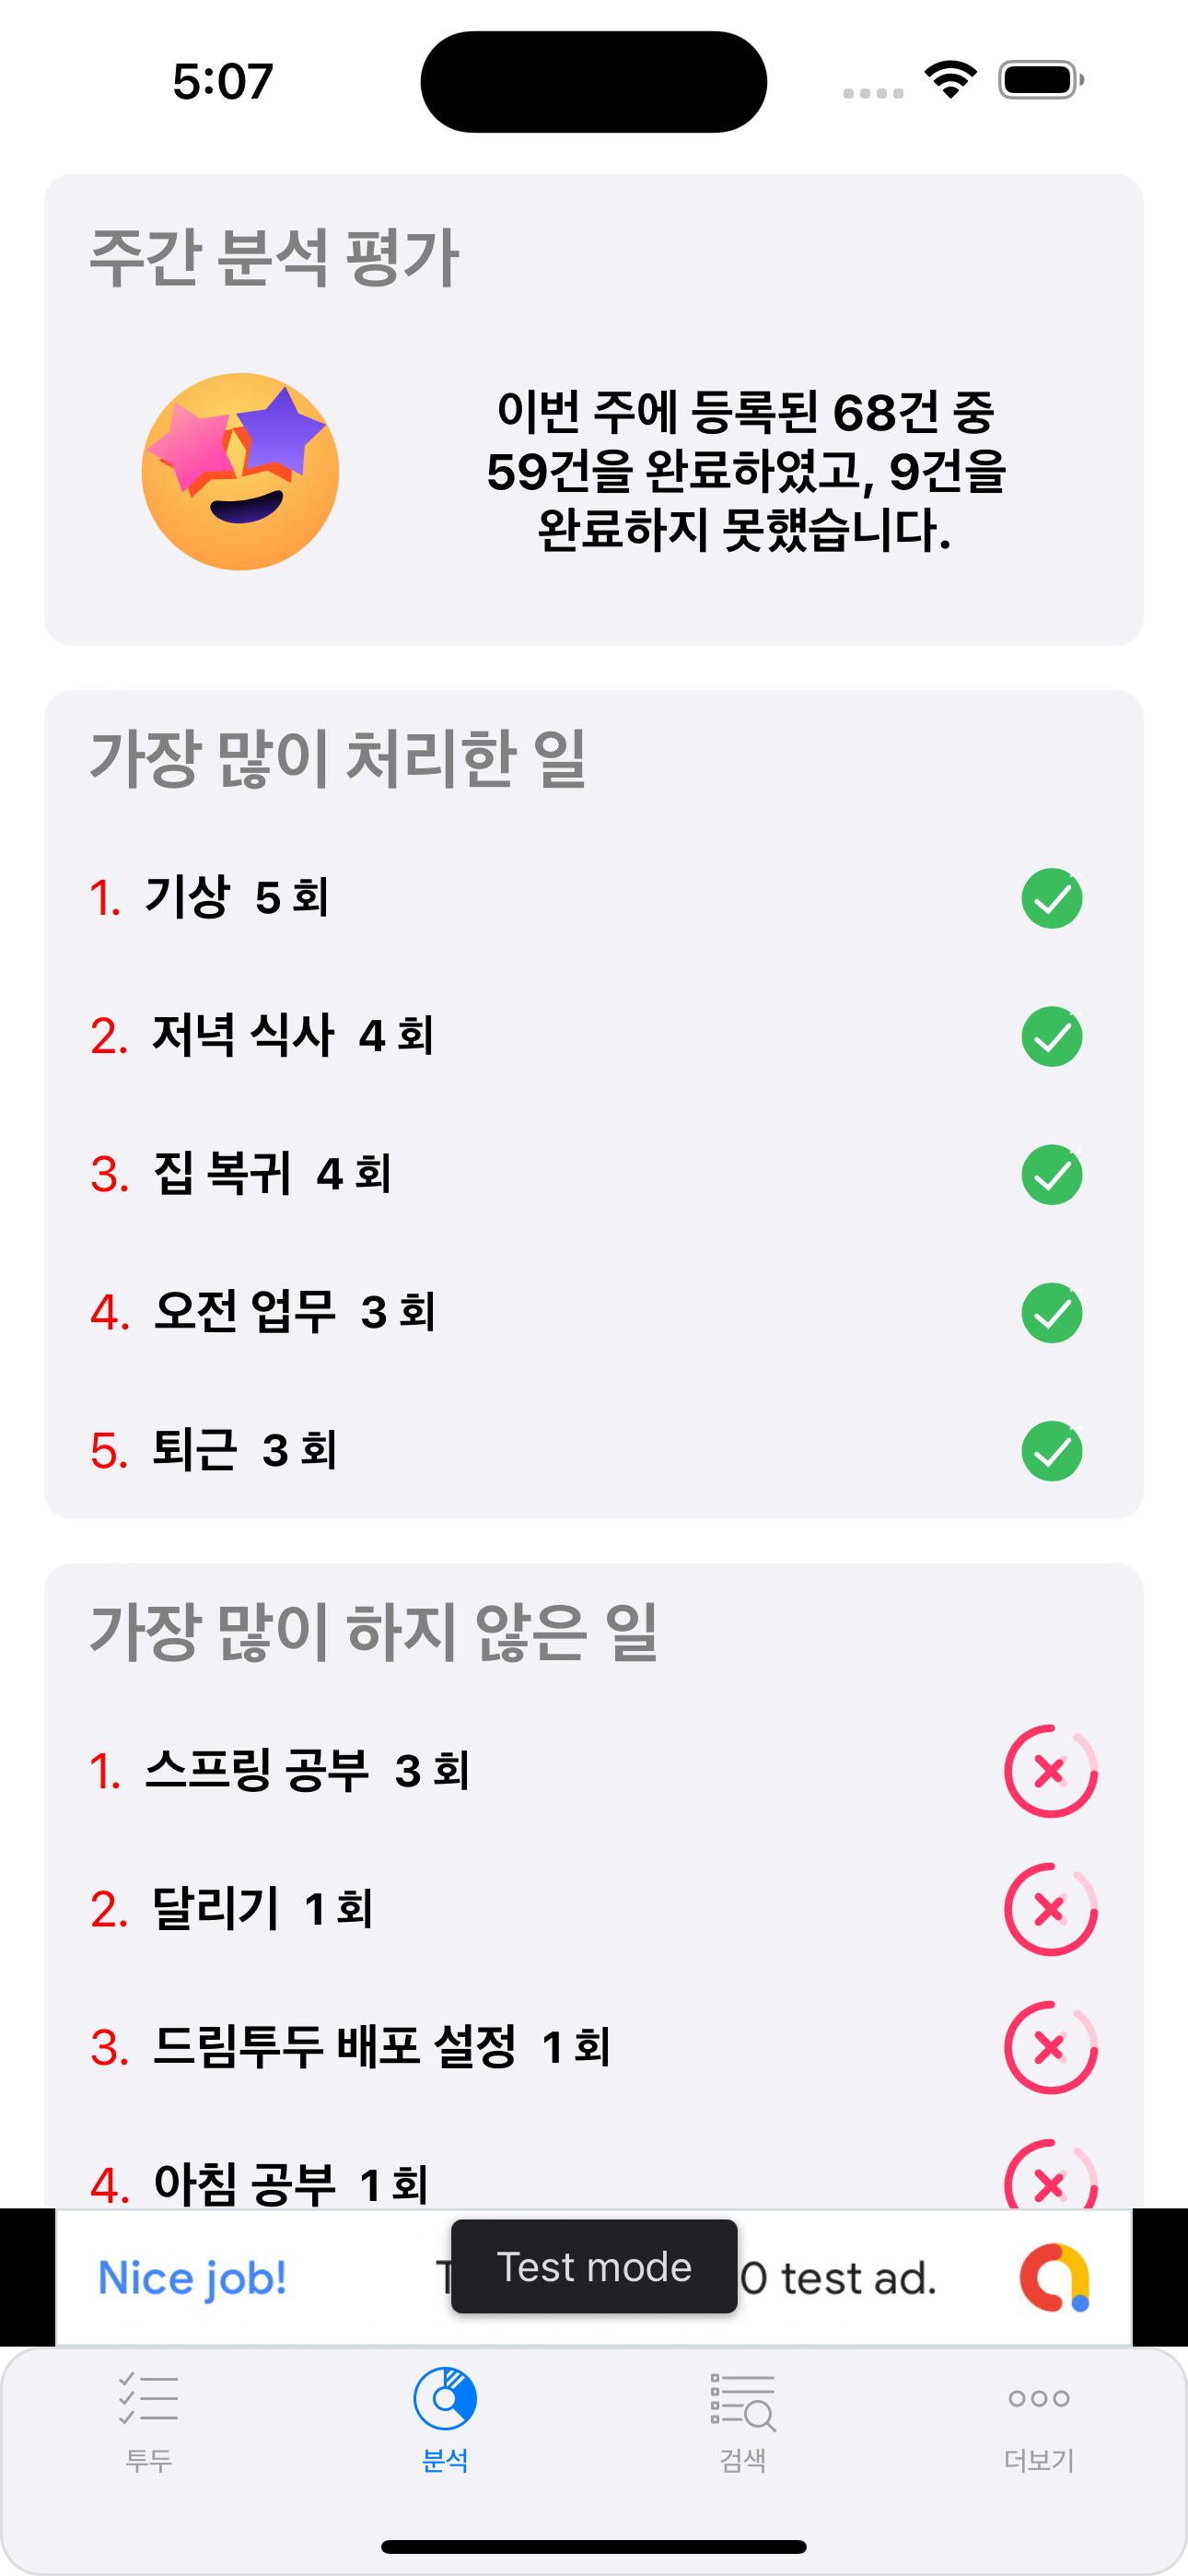 5:07
주간 분석 평가
이번 주에 등록된 68건 중
59건을 완료하였고, 9건을
완료하지 못헀습니다.
가장 많이 처리한 일
1. 기상 5 회
2. 저녁 식사 4 회
3. 집 복귀 4 회
4. 오전 업무 3 회
5. 퇴근 3 회
가장 많이 하지 않은 일
1. 스프링 공부 3 회
2. 달리기 1 회
3. 드림투두 배포 설정 1 회
4. 아침 공부 1 회
Nice job!
Test mode
0 test ad.
투두
분석
검색
더보기